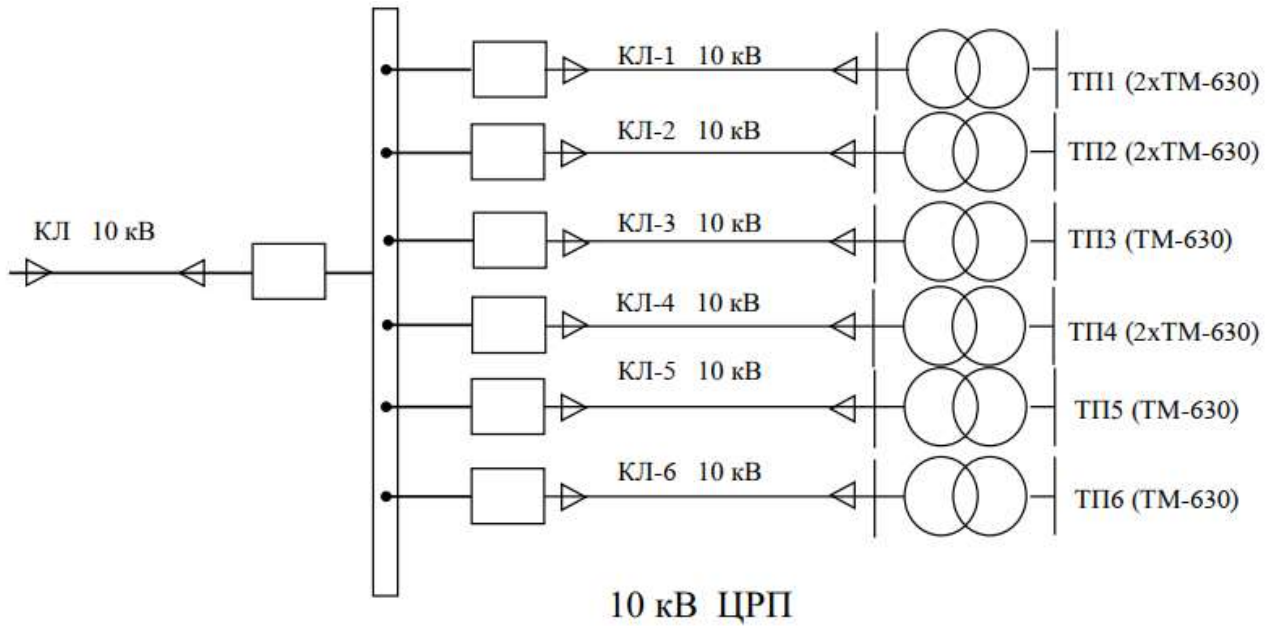 КЛ-1 10 кВ
ТП1 (2хТМ-630)
КЛ-2 10 кВ
ТП2 (2хТМ-630)
КЛ 10 кВ
КЛ-3 10 кВ
ТП3 (ТМ-630)
КЛ-4 10 кВ
ТП4 (2хТМ-630)
КЛ-5 10 кВ
ТП5 (ТМ-630)
КЛ-6 10 кВ
ТП6 (ТМ-630)
10 кВ ЦРП